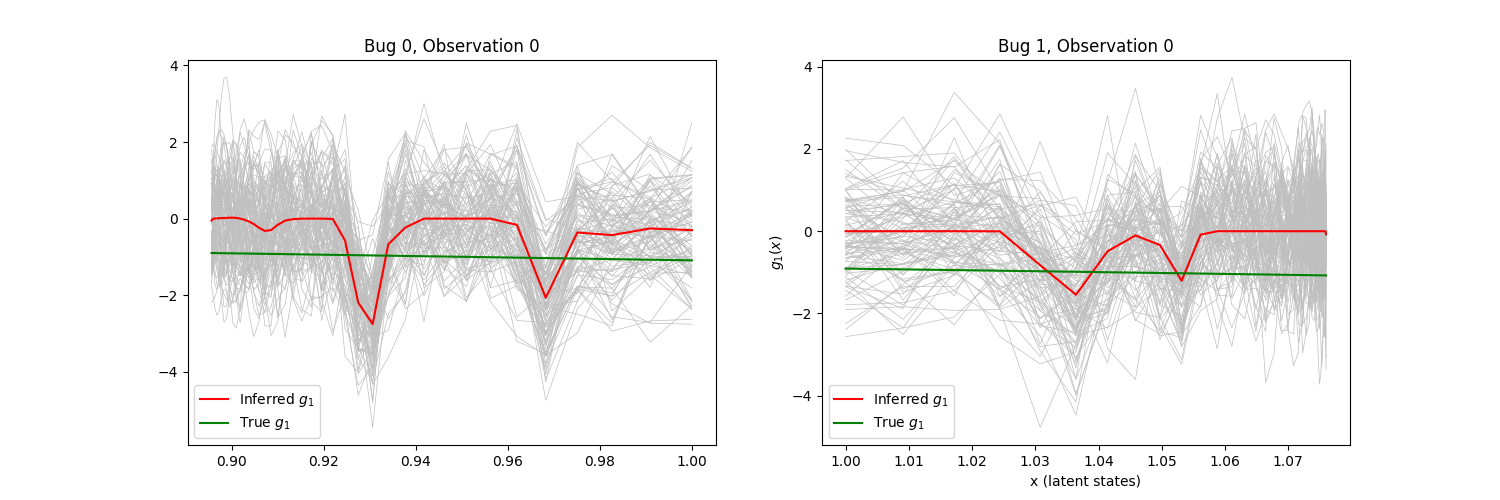 Bug 0, Observation 0
4
2
0
−2
−4
0.90 0.92 0.94 0.96 0.98 1.00
Inferred g₁
True g₁
Bug 1, Observation 0
g₁(x)
4
2
0
−2
−4
1.00 1.01 1.02 1.03 1.04 1.05 1.06 1.07
x (latent states)
Inferred g₁
True g₁